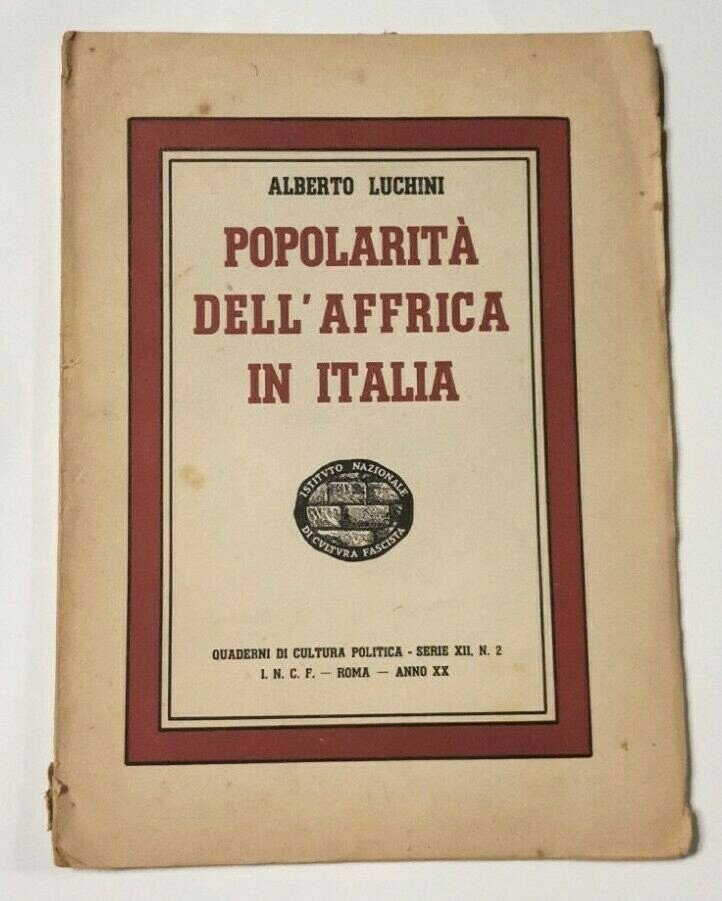 ALBERTO LUCHINI
POPOLARITÀ
DELL'AFFRICA
IN ITALIA
ISTITVTO NAZIONALE
DI CVLTVRA FASCISTA
QUADERNI DI CULTURA POLITICA - SERIE XII, N. 2
I. N. C. F. — ROMA — ANNO XX